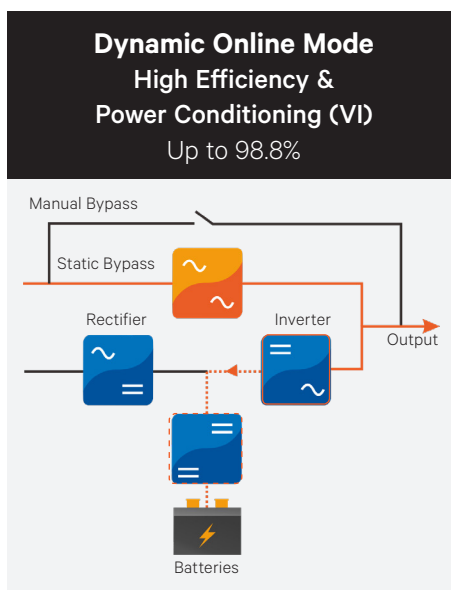 Dynamic Online Mode
High Efficiency &
Power Conditioning (VI)
Up to 98.8%
Manual Bypass
Static Bypass
Rectifier
Inverter
Output
Batteries